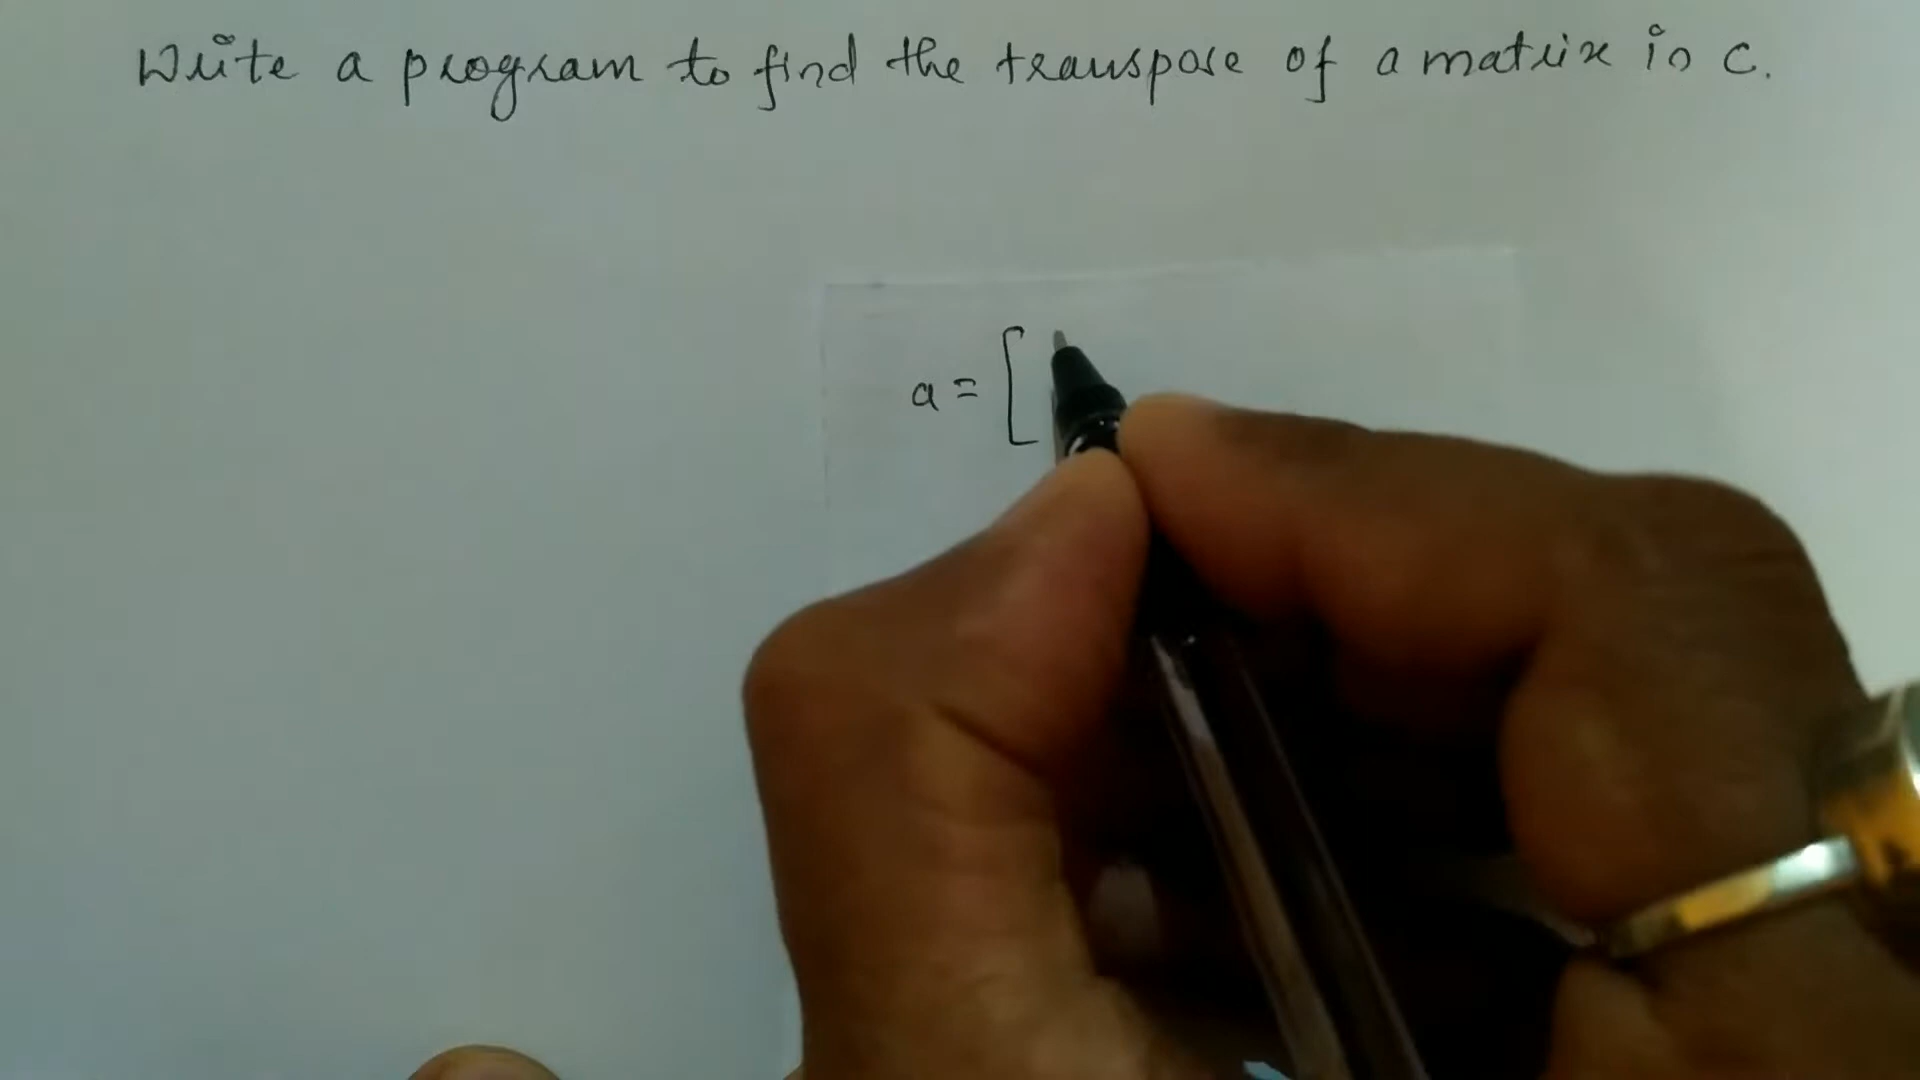 Write a program to find the transpose of a matrix in c.
a = [